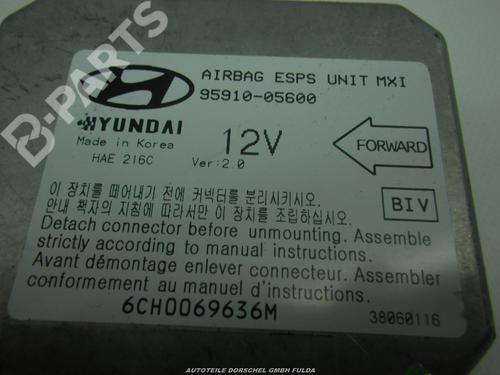 B-PARTS
AIRBAG ESPS UNIT MXI
95910-05600
HYUNDAI
Made in Korea
HAE 216C
12V
Ver:2.0
FORWARD
BIV
이 장치를 떼어내기 전에 커넥터를 분리시키시오.
안내 책자의 지침에 따라서만 이 장치를 조립하십시오.
Detach connector before unmounting. Assemble
strictly according to manual instructions.
Avant démontage enlever connecteur. Assembler
conforme au manuel d'instructions.
6CH0069636M
38060116
AUTOTEILE DORSCHEL GMBH FULDA